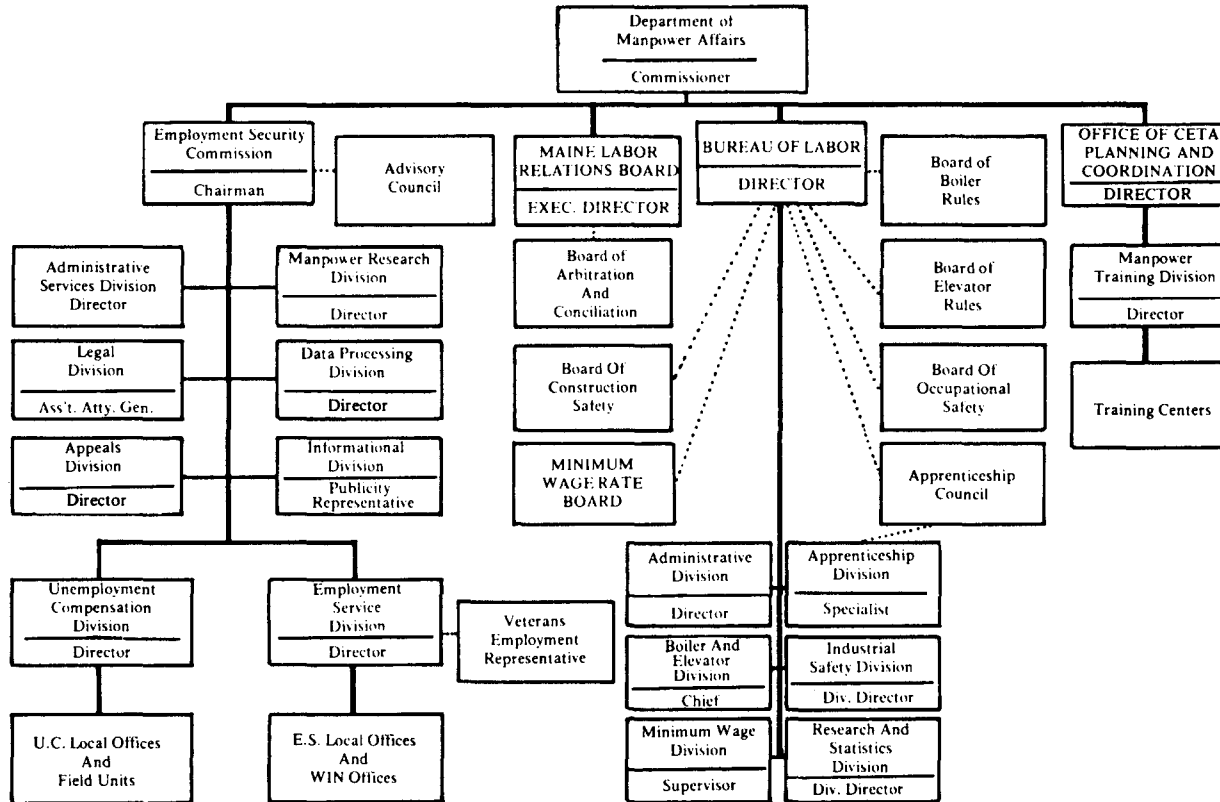 Department of
Manpower Affairs
Commissioner
Employment Security
Commission
Chairman
Advisory
Council
MAINE LABOR
RELATIONS BOARD
EXEC. DIRECTOR
BUREAU OF LABOR
DIRECTOR
Board of
Boiler
Rules
OFFICE OF CETA
PLANNING AND
COORDINATION
DIRECTOR
Administrative
Services Division
Director
Manpower Research
Division
Director
Board of
Arbitration
And
Conciliation
Board of
Elevator
Rules
Manpower
Training Division
Director
Legal
Division
Ass't. Atty. Gen.
Data Processing
Division
Director
Board Of
Construction
Safety
Board Of
Occupational
Safety
Training Centers
Appeals
Division
Director
Informational
Division
Publicity
Representative
MINIMUM
WAGE RATE
BOARD
Apprenticeship
Council
Unemployment
Compensation
Division
Director
Employment
Service
Division
Director
Veterans
Employment
Representative
Administrative
Division
Director
Apprenticeship
Division
Specialist
Boiler And
Elevator
Division
Chief
Industrial
Safety Division
Div. Director
U.C. Local Offices
And
Field Units
E.S. Local Offices
And
WIN Offices
Minimum Wage
Division
Supervisor
Research And
Statistics
Division
Div. Director